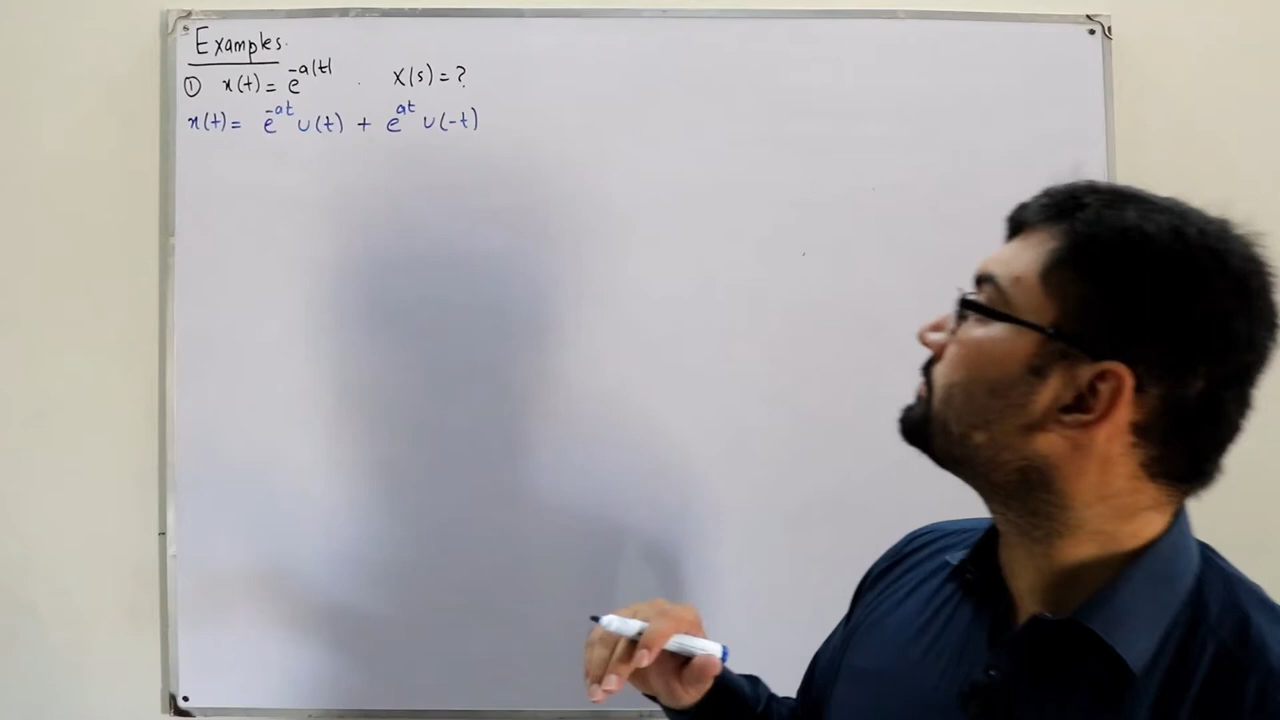 Examples.
① x(t) = e^{-a|t|} . X(s) = ?
x(t) = e^{-at} u(t) + e^{at} u(-t)